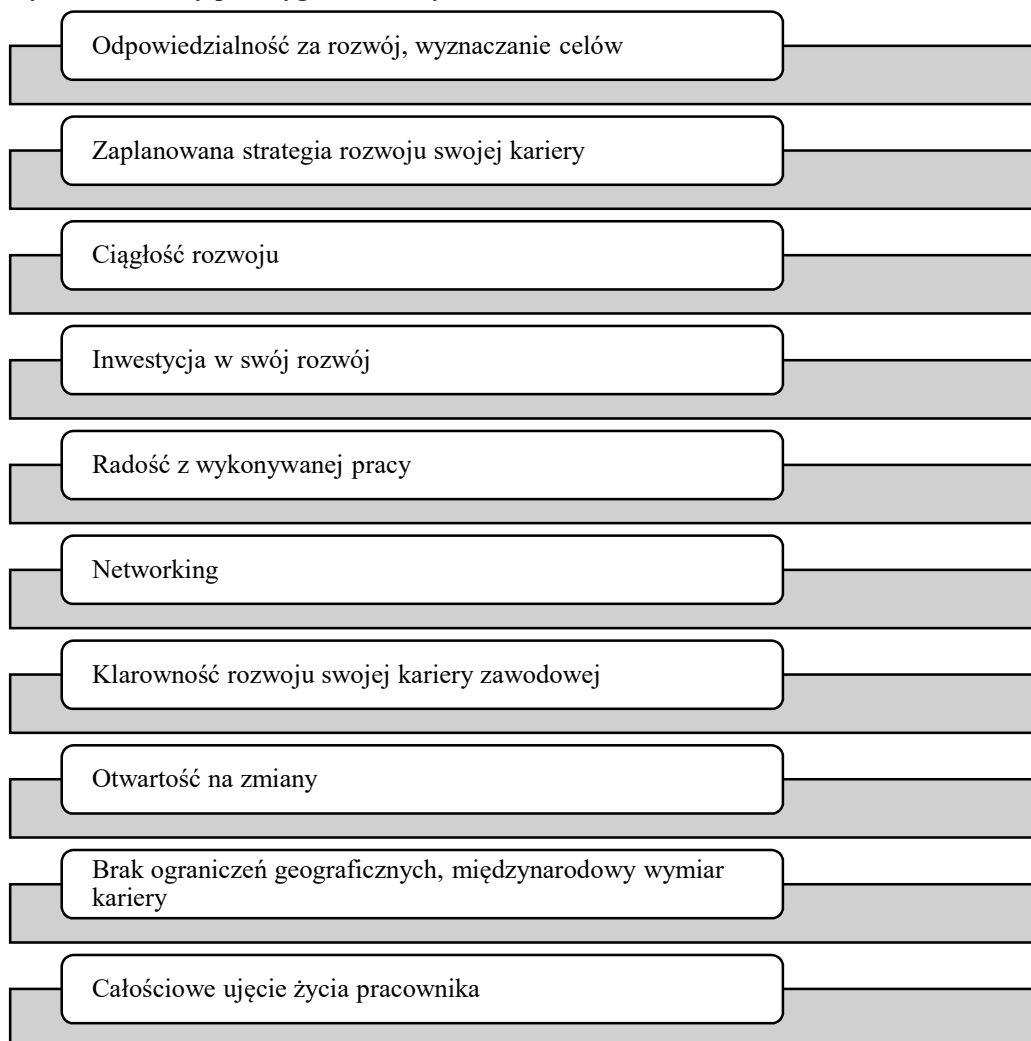 Odpowiedzialność za rozwój, wyznaczanie celów
Zaplanowana strategia rozwoju swojej kariery
Ciągłość rozwoju
Inwestycja w swój rozwój
Radość z wykonywanej pracy
Networking
Klarowność rozwoju swojej kariery zawodowej
Otwartość na zmiany
Brak ograniczeń geograficznych, międzynarodowy wymiar
kariery
Całościowe ujęcie życia pracownika